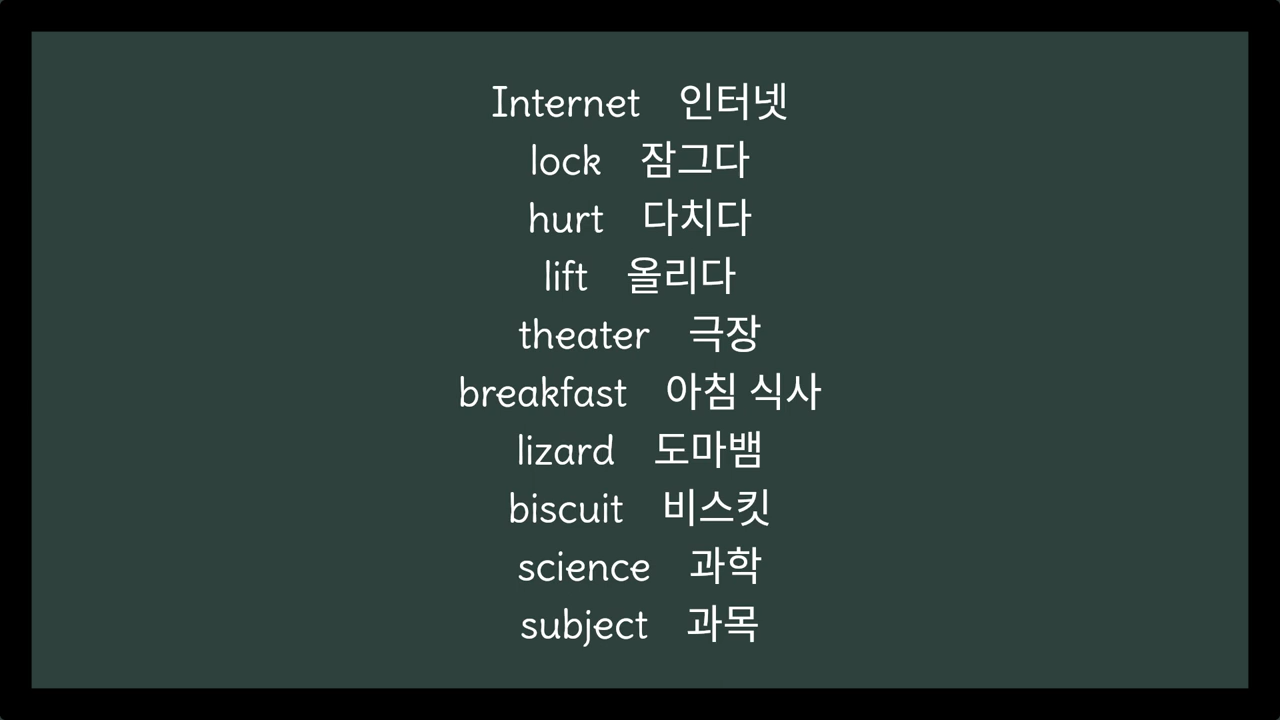 Internet 인터넷
lock 잠그다
hurt 다치다
lift 올리다
theater 극장
breakfast 아침 식사
lizard 도마뱀
biscuit 비스킷
science 과학
subject 과목